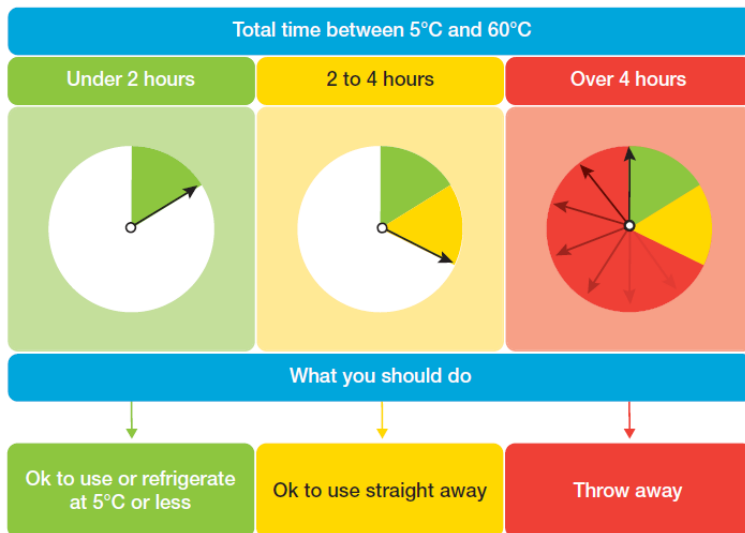 Total time between 5°C and 60°C
Under 2 hours
2 to 4 hours
Over 4 hours
What you should do
Ok to use or refrigerate
at 5°C or less
Ok to use straight away
Throw away